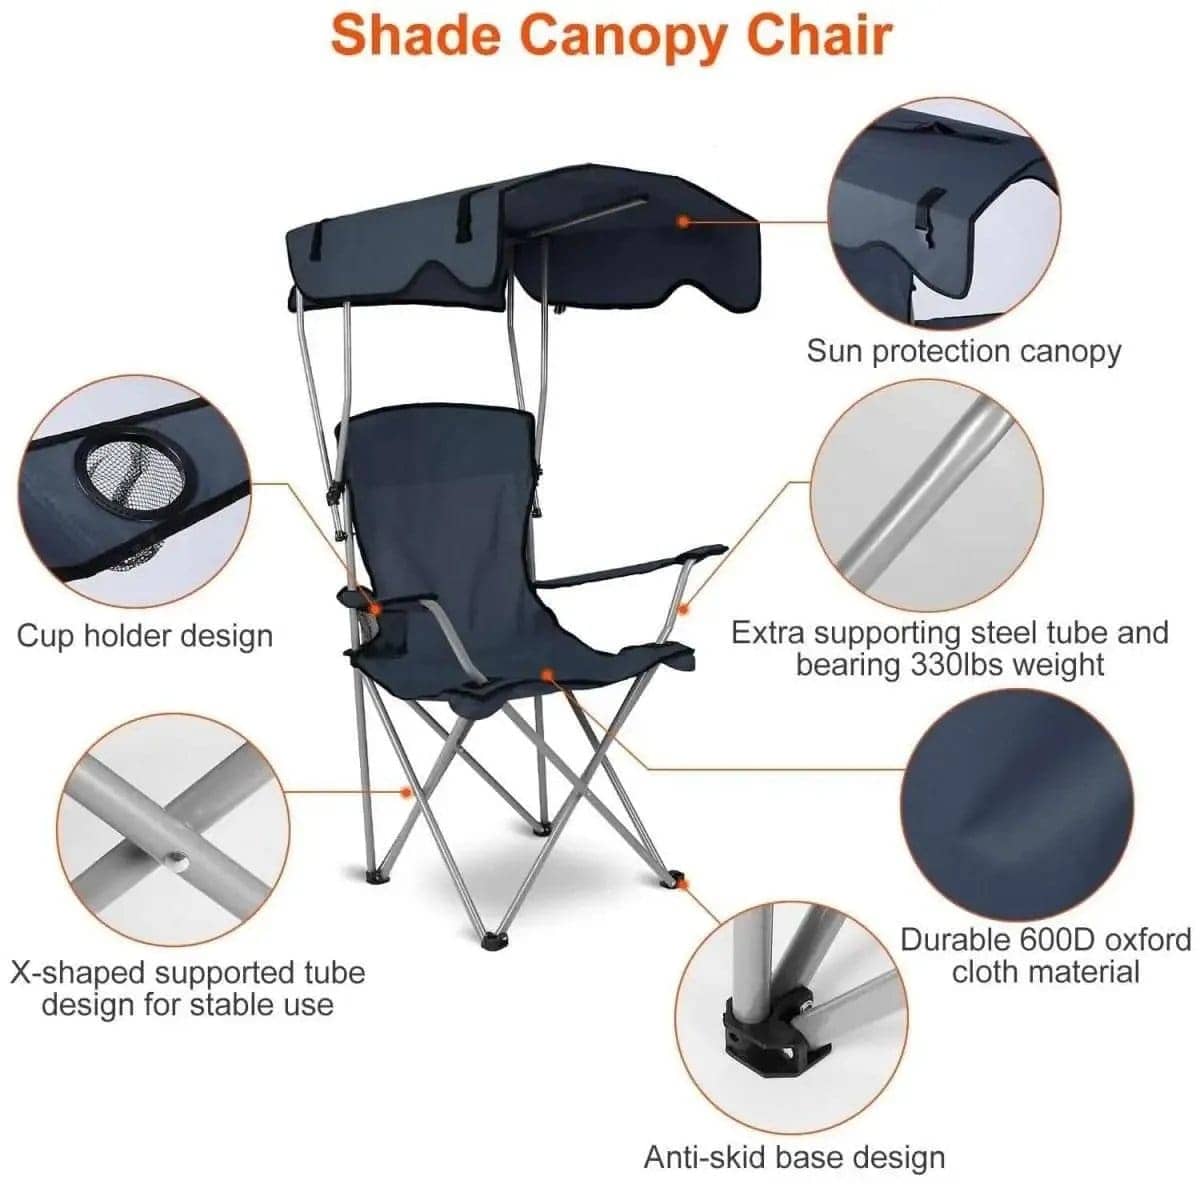 Shade Canopy Chair
Sun protection canopy
Cup holder design
Extra supporting steel tube and
bearing 330lbs weight
X-shaped supported tube
design for stable use
Durable 600D oxford
cloth material
Anti-skid base design